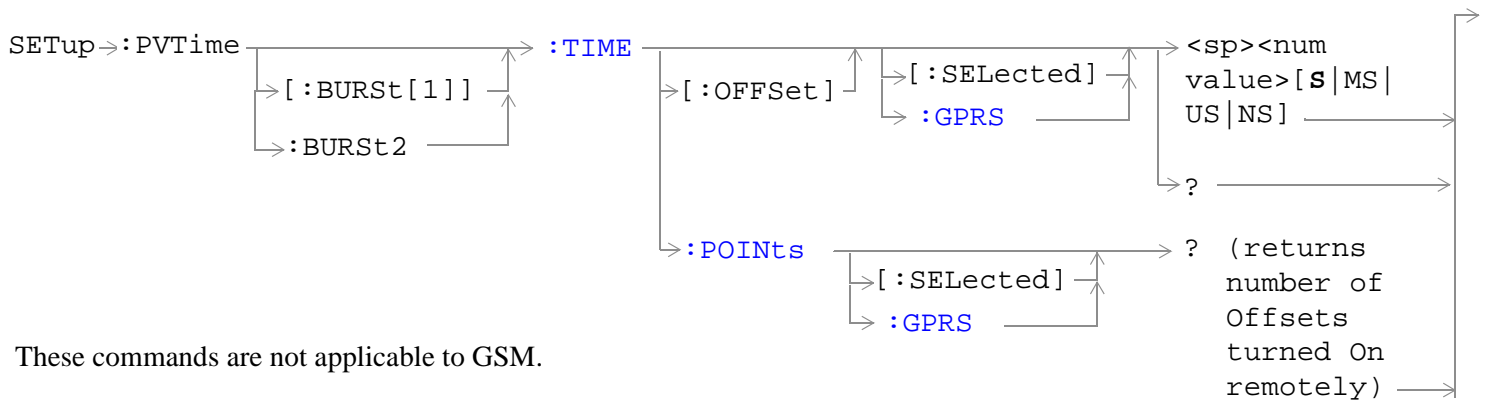 SETup :PVTime :TIME <sp><num
value>[S|MS|
US|NS]
[:BURSt[1]] [:OFFSet] [:SELected]
:GPRS
:BURSt2
?
:POINts ? (returns
number of
Offsets
turned On
remotely)
[:SELected]
:GPRS
These commands are not applicable to GSM.